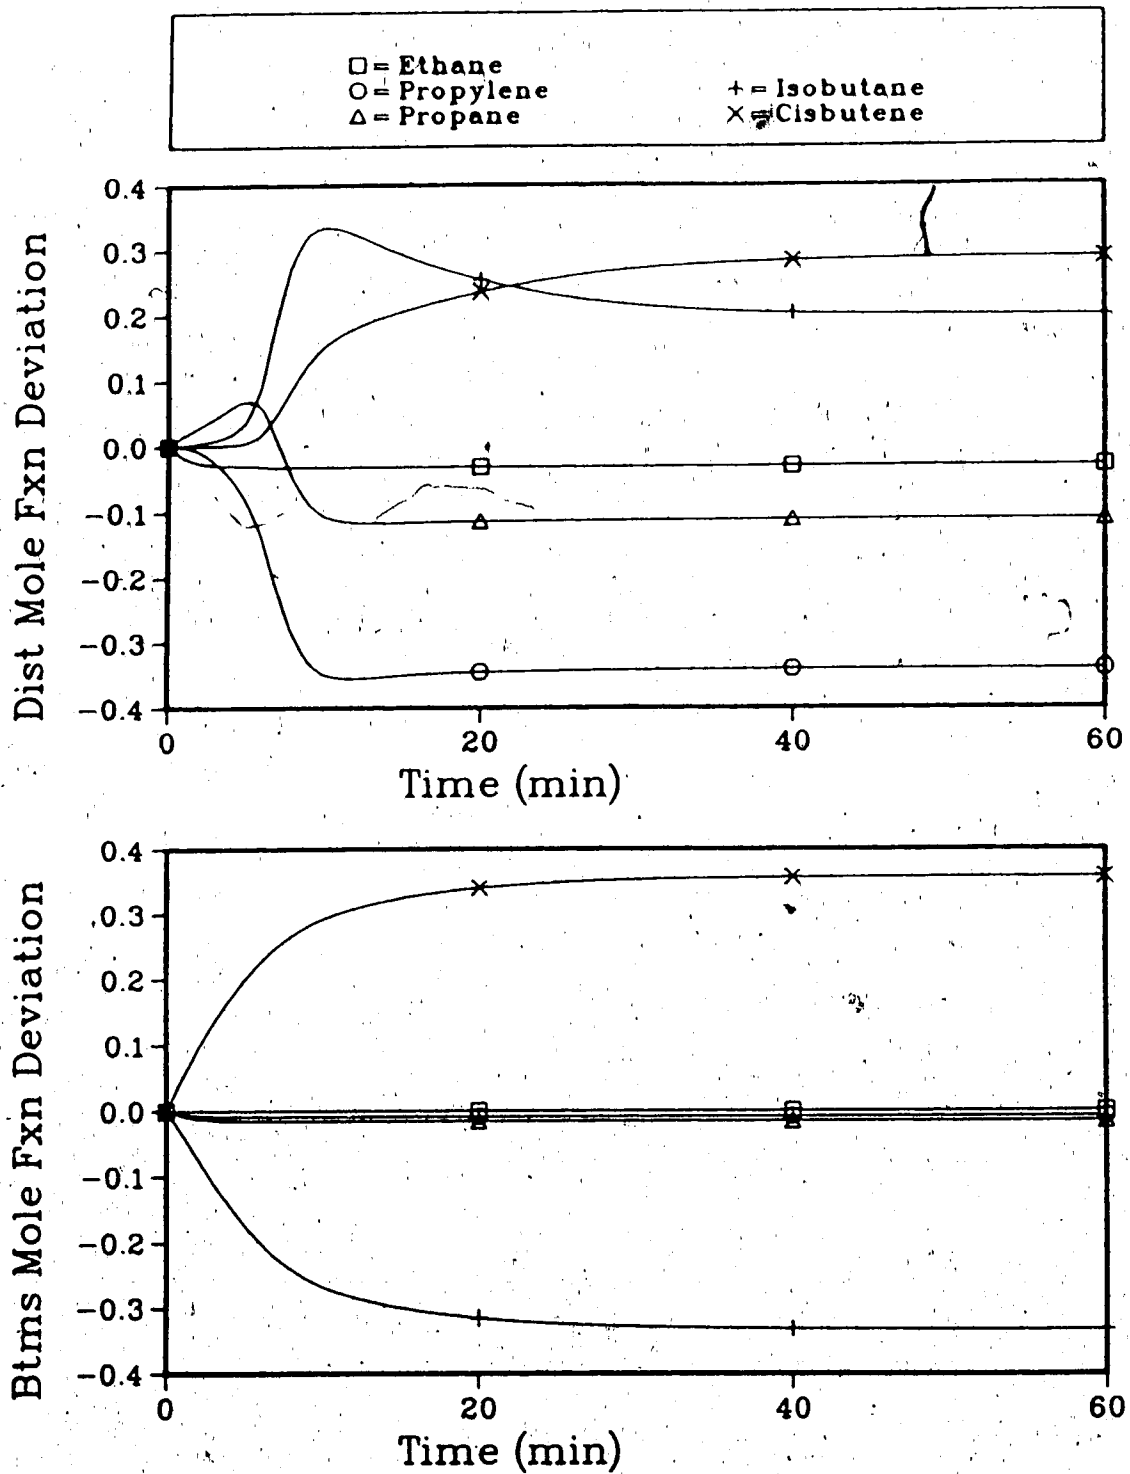 □ = Ethane
○ = Propylene
△ = Propane
+ = Isobutane
× = Cisbutene
Dist Mole Fxn Deviation
0.4
0.3
0.2
0.1
0.0
−0.1
−0.2
−0.3
−0.4
0 20 40 60
Time (min)
Btms Mole Fxn Deviation
0.4
0.3
0.2
0.1
0.0
−0.1
−0.2
−0.3
−0.4
0 20 40 60
Time (min)